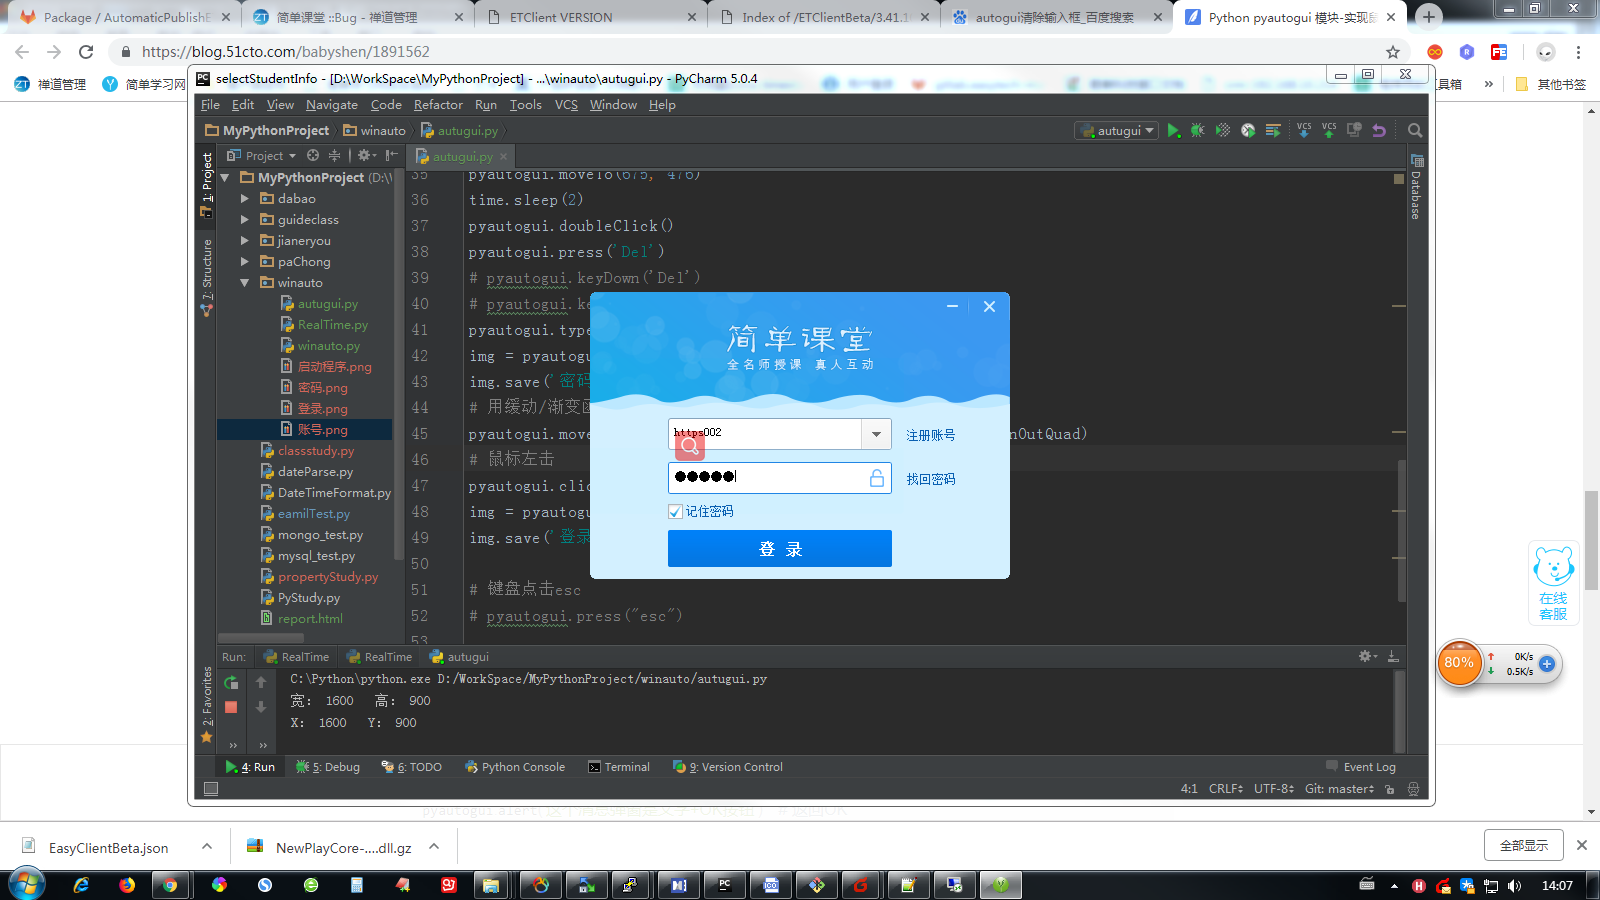 Package / AutomaticPublishE
简单课堂 ::Bug - 禅道管理
ETClient VERSION
Index of /ETClientBeta/3.41.1
autogui清除输入框_百度搜索
Python pyautogui 模块-实现
https://blog.51cto.com/babyshen/1891562
禅道管理
简单学习网
工具箱
»
其他书签
selectStudentInfo - [D:\WorkSpace\MyPythonProject] - ...\winauto\autugui.py - PyCharm 5.0.4
File Edit View Navigate Code Refactor Run Tools VCS Window Help
MyPythonProject winauto autugui.py
autugui
VCS VCS
Project
autugui.py
1: Project
7: Structure
2: Favorites
Database
MyPythonProject (D:\
dabao
guideclass
jianeryou
paChong
winauto
autugui.py
RealTime.py
winauto.py
启动程序.png
密码.png
登录.png
账号.png
classstudy.py
dateParse.py
DateTimeFormat.py
eamilTest.py
mongo_test.py
mysql_test.py
propertyStudy.py
PyStudy.py
report.html
35 pyautogui.moveTo(675, 476)
36 time.sleep(2)
37 pyautogui.doubleClick()
38 pyautogui.press('Del')
39 # pyautogui.keyDown('Del')
40 # pyautogui.ke
41 pyautogui.type
42 img = pyautogu
43 img.save('密码
44 # 用缓动/渐变函
45 pyautogui.move nOutQuad)
46 # 鼠标左击
47 pyautogui.clic
48 img = pyautogu
49 img.save('登录
50
51 # 键盘点击esc
52 # pyautogui.press("esc")
53
简单课堂
全名师授课 真人互动
https002
注册账号
●●●●●
找回密码
记住密码
登 录
Run: RealTime RealTime autugui
C:\Python\python.exe D:/WorkSpace/MyPythonProject/winauto/autugui.py
宽: 1600 高: 900
X: 1600 Y: 900
» »
4: Run 5: Debug 6: TODO Python Console Terminal 9: Version Control Event Log
4:1 CRLF UTF-8 Git: master
在线
客服
80%
0K/s
0.5K/s
EasyClientBeta.json
NewPlayCore-....dll.gz
全部显示
14:07